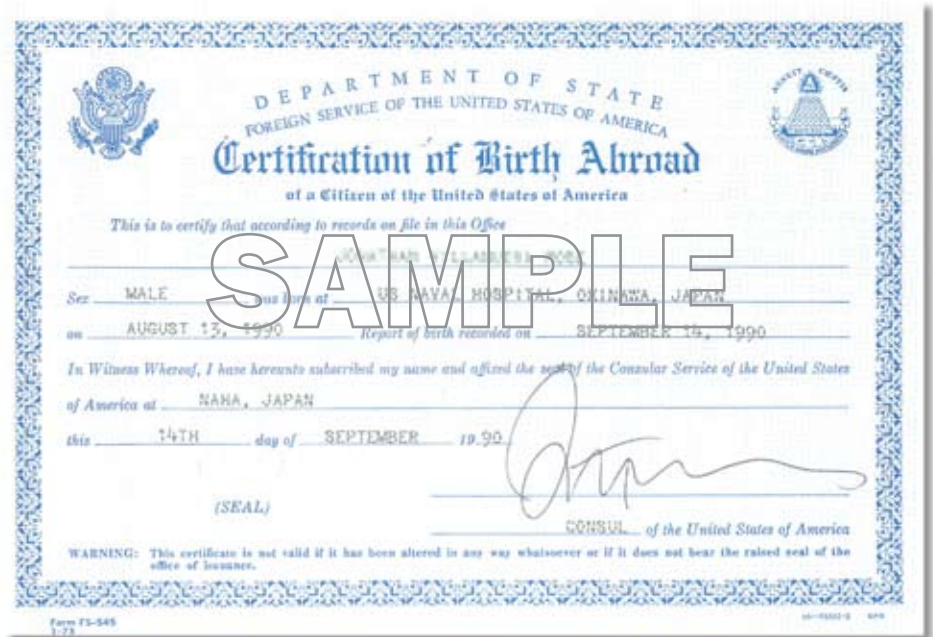 DEPARTMENT OF STATE
FOREIGN SERVICE OF THE UNITED STATES OF AMERICA
Certification of Birth Abroad
of a Citizen of the United States of America
This is to certify that according to records on file in this Office
JONATHAN
SAMPLE
Sex MALE was born at US NAVAL HOSPITAL, OKINAWA, JAPAN
on AUGUST 13, 1990 Report of birth recorded on SEPTEMBER 14, 1990
In Witness Whereof, I have hereunto subscribed my name and affixed the seal of the Consular Service of the United States
of America at NAHA, JAPAN
this 14TH day of SEPTEMBER 19 90
(SEAL)
CONSUL of the United States of America
WARNING: This certificate is not valid if it has been altered in any way whatsoever or if it does not bear the raised seal of the
office of issuance.
Form FS-545
1-73